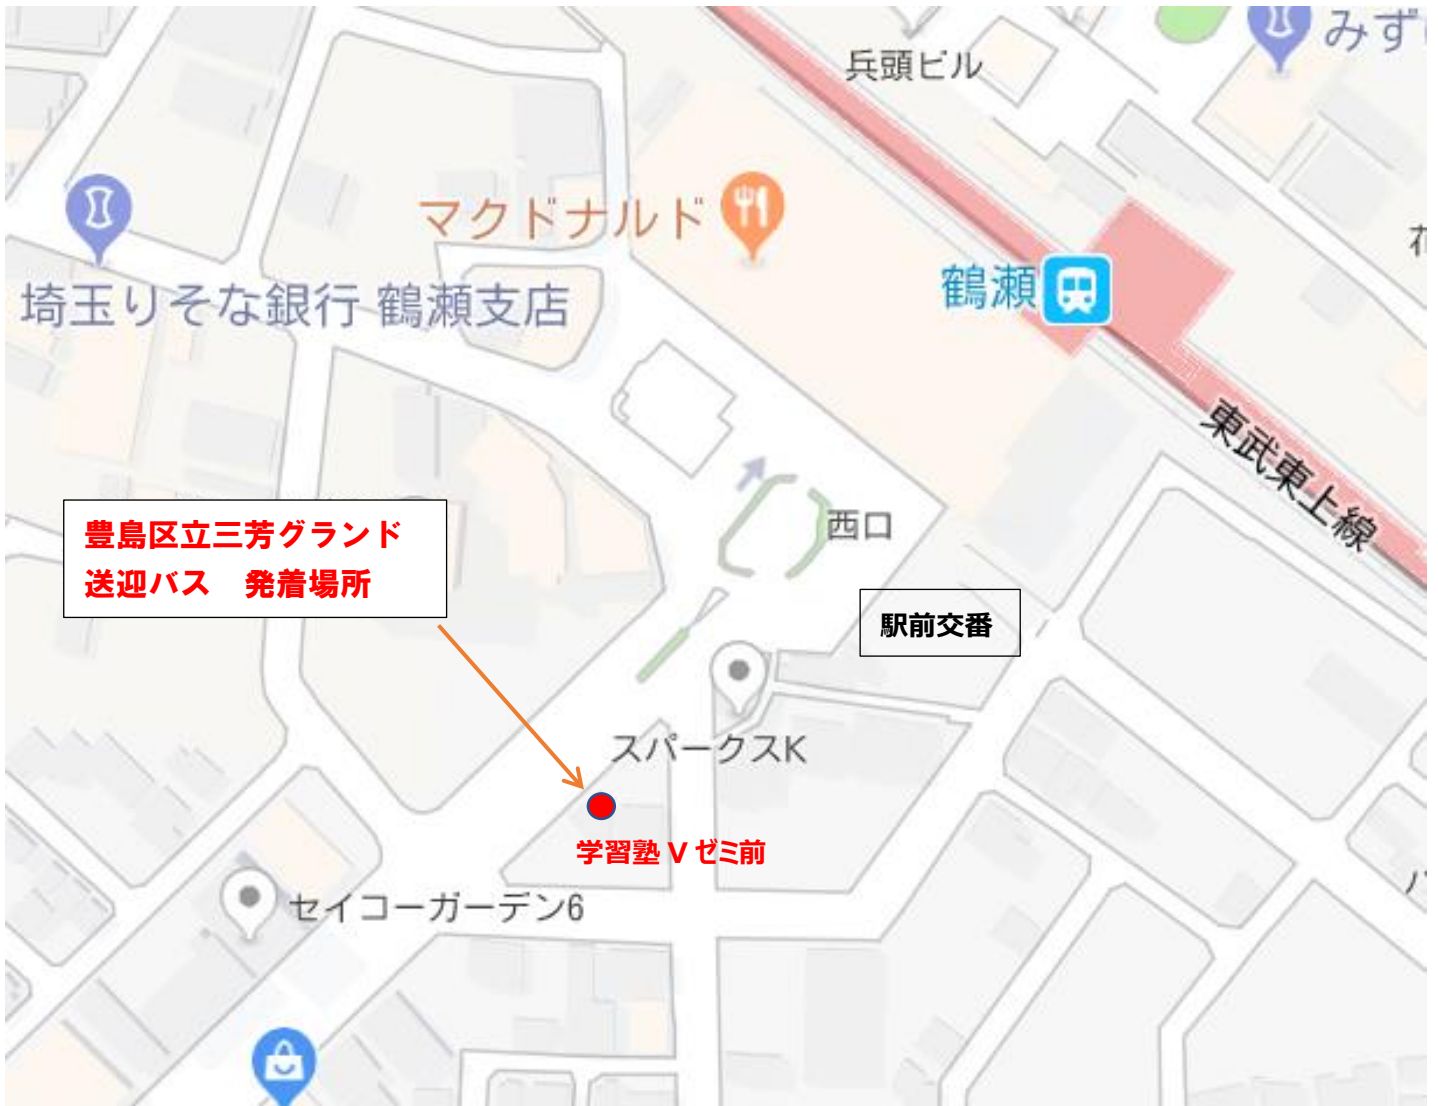 兵頭ビル
みず
マクドナルド
花
鶴瀬
埼玉りそな銀行 鶴瀬支店
東武東上線
豊島区立三芳グランド
送迎バス 発着場所
西口
駅前交番
スパークスK
学習塾 V ゼミ前
セイコーガーデン6